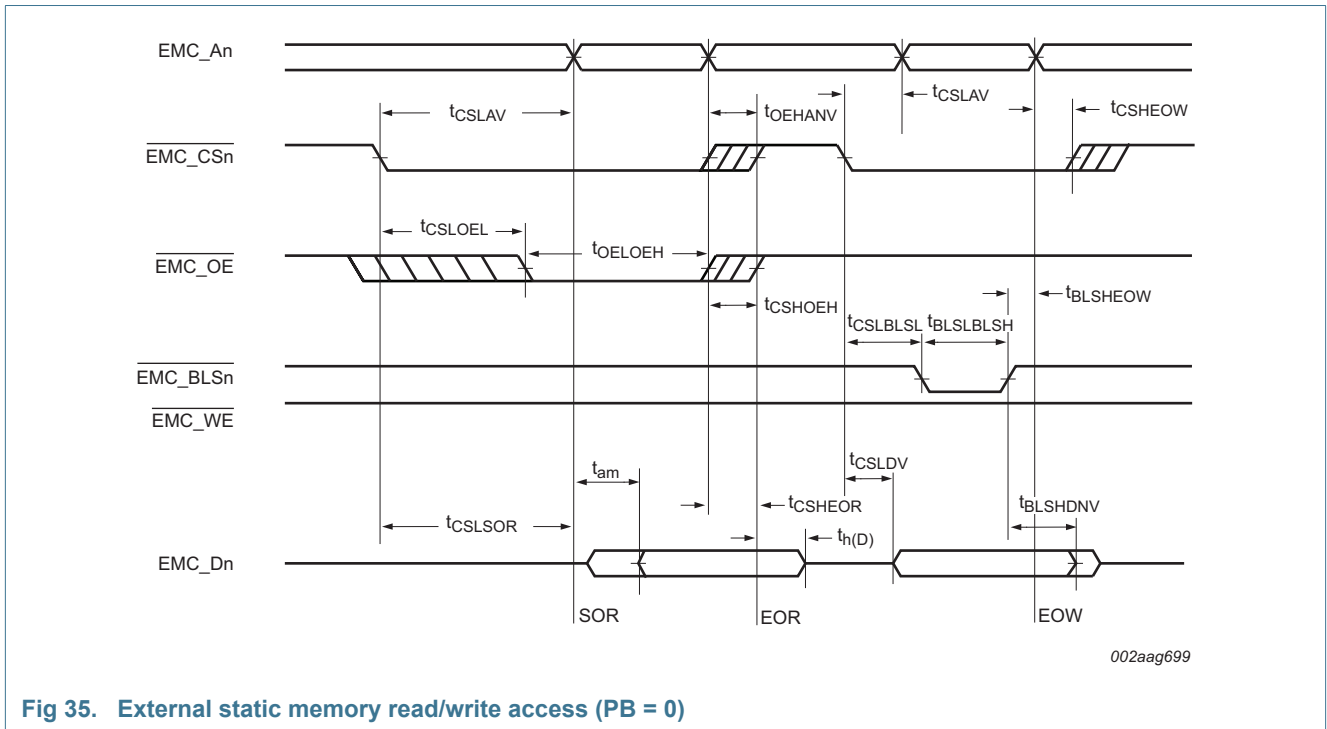 EMC_An
tCSLAV
tOEHANV
tCSLAV
tCSHEOW
EMC_CSn
tCSLOEL
tOELOEH
EMC_OE
tCSHOEH
tBLSHEOW
tCSLBLSL
tBLSLBLSH
EMC_BLSn
EMC_WE
tam
tCSLDV
tCSLSOR
tCSHEOR
tBLSHDNV
th(D)
EMC_Dn
SOR
EOR
EOW
002aag699
Fig 35. External static memory read/write access (PB = 0)